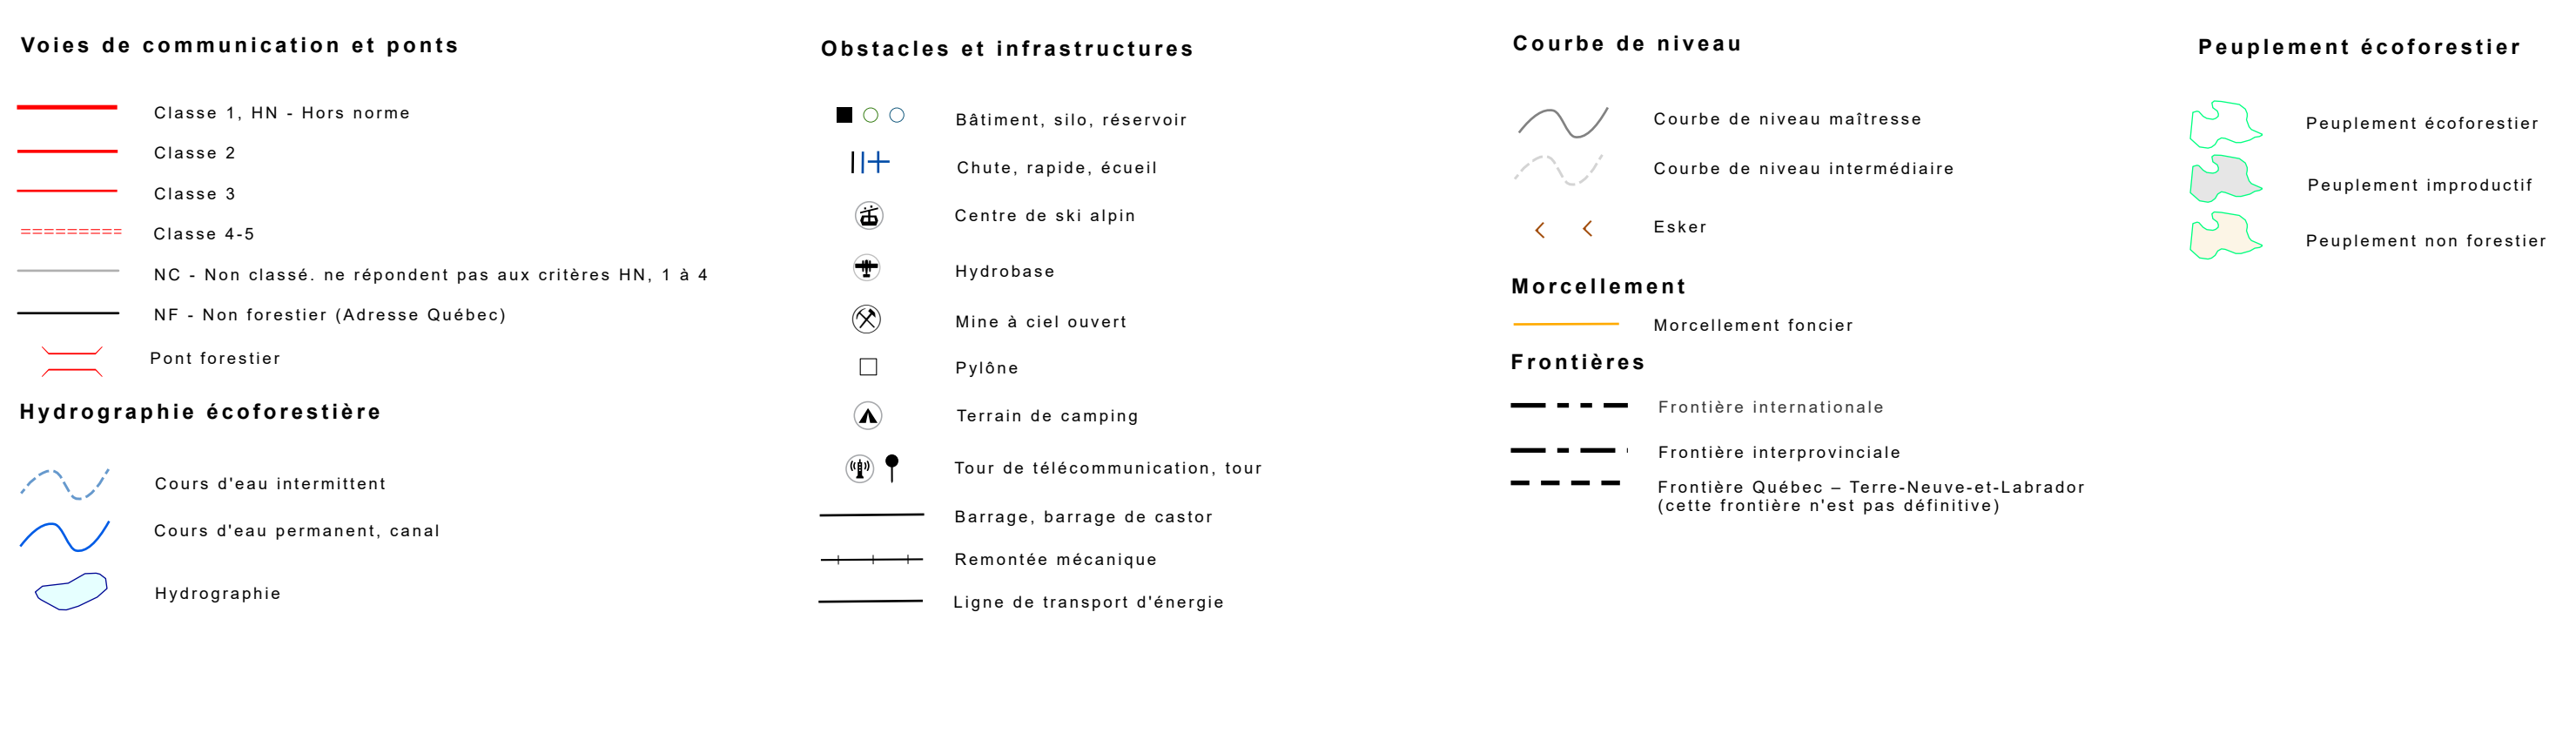 Voies de communication et ponts
Classe 1, HN - Hors norme
Classe 2
Classe 3
Classe 4-5
NC - Non classé. ne répondent pas aux critères HN, 1 à 4
NF - Non forestier (Adresse Québec)
Pont forestier
Hydrographie écoforestière
Cours d'eau intermittent
Cours d'eau permanent, canal
Hydrographie
Obstacles et infrastructures
Bâtiment, silo, réservoir
Chute, rapide, écueil
Centre de ski alpin
Hydrobase
Mine à ciel ouvert
Pylône
Terrain de camping
Tour de télécommunication, tour
Barrage, barrage de castor
Remontée mécanique
Ligne de transport d'énergie
Courbe de niveau
Courbe de niveau maîtresse
Courbe de niveau intermédiaire
Esker
Morcellement
Morcellement foncier
Frontières
Frontière internationale
Frontière interprovinciale
Frontière Québec – Terre-Neuve-et-Labrador
(cette frontière n'est pas définitive)
Peuplement écoforestier
Peuplement écoforestier
Peuplement improductif
Peuplement non forestier